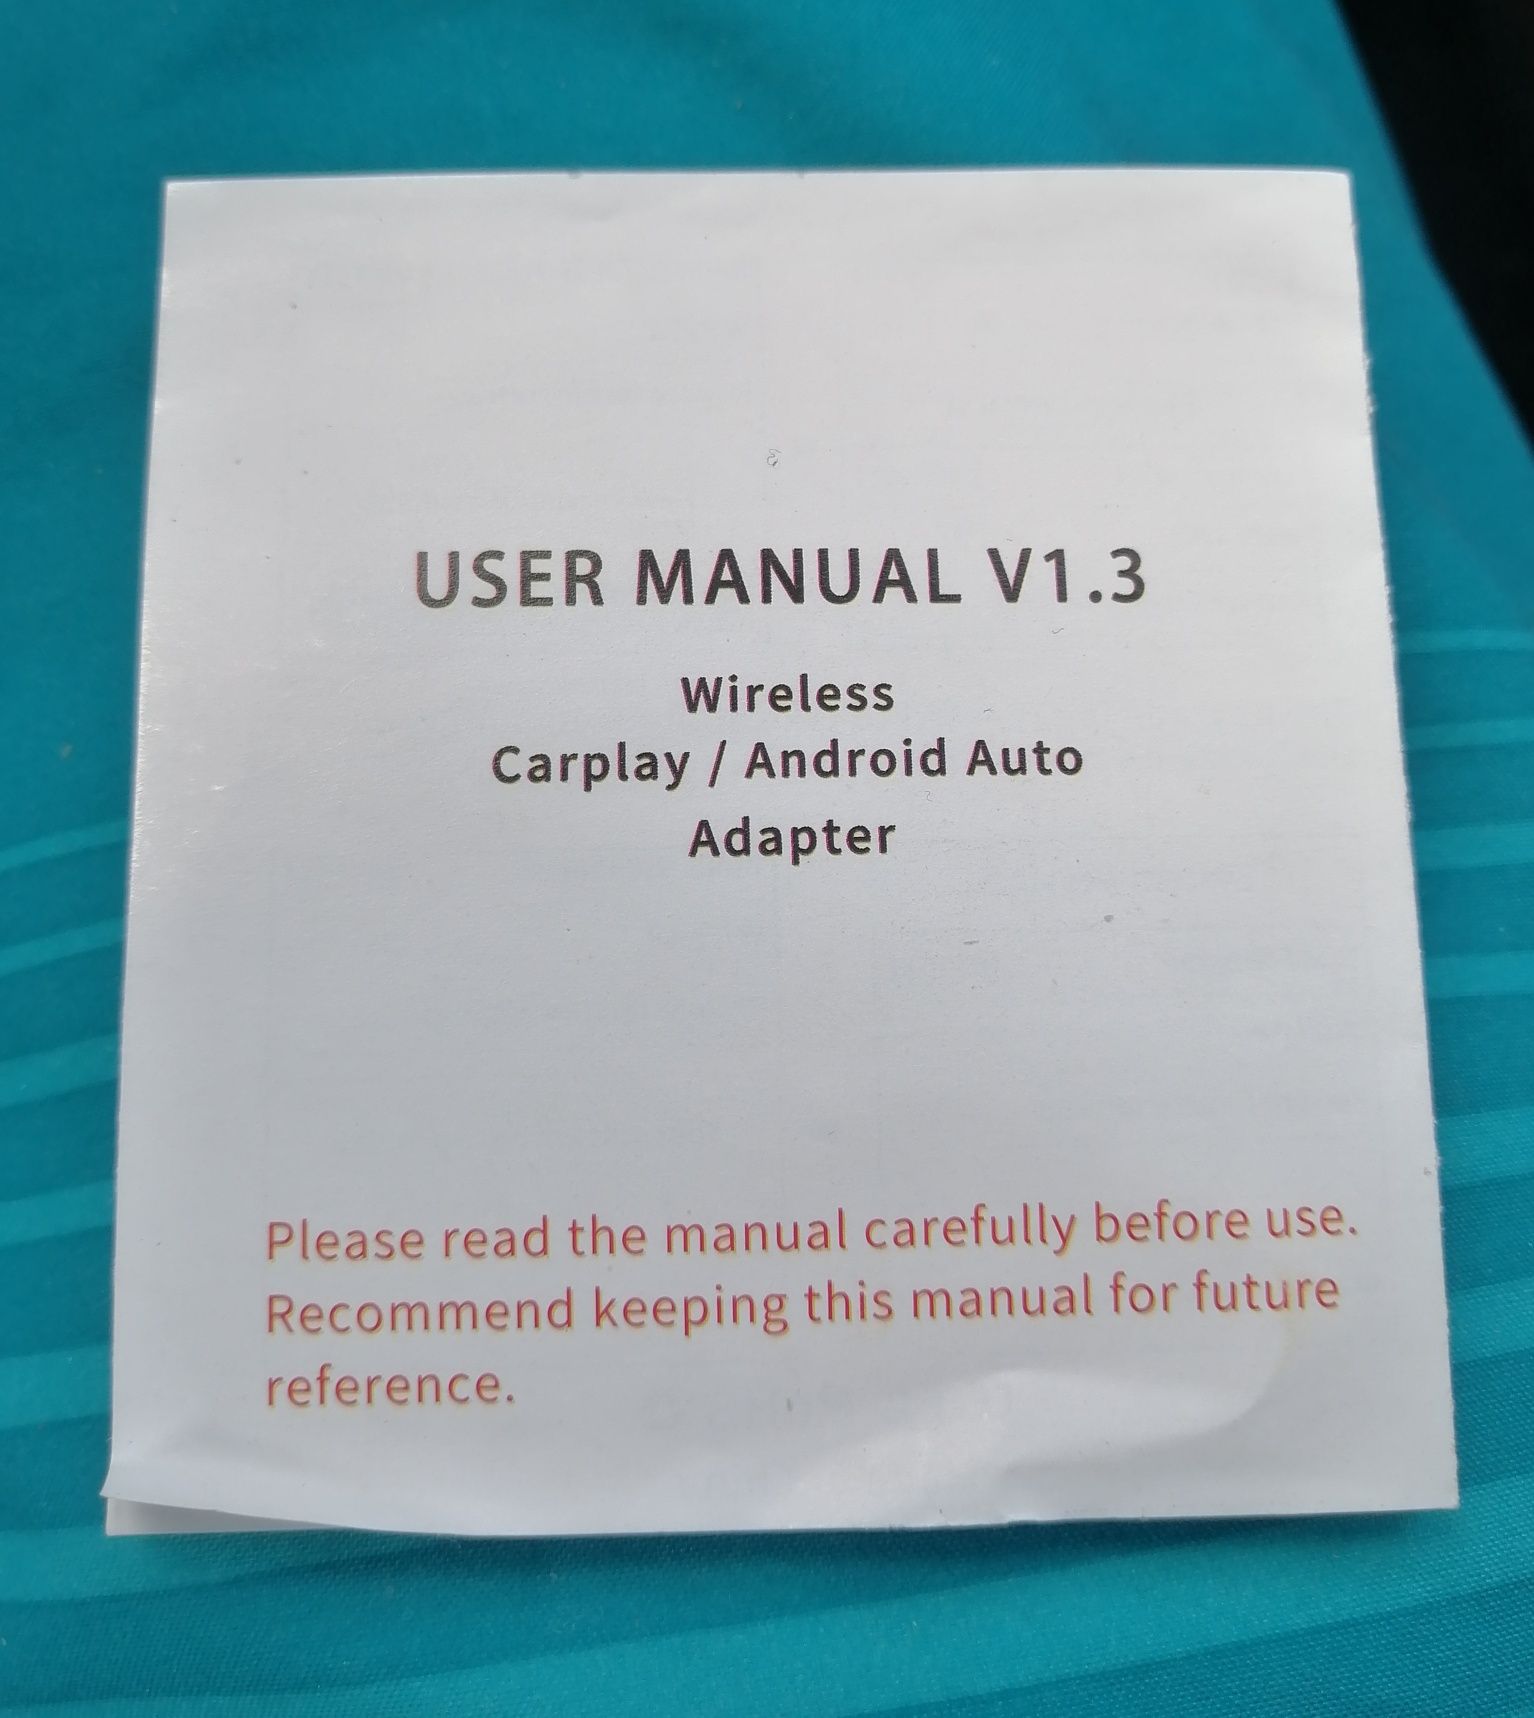 USER MANUAL V1.3
Wireless
Carplay / Android Auto
Adapter
Please read the manual carefully before use.
Recommend keeping this manual for future
reference.